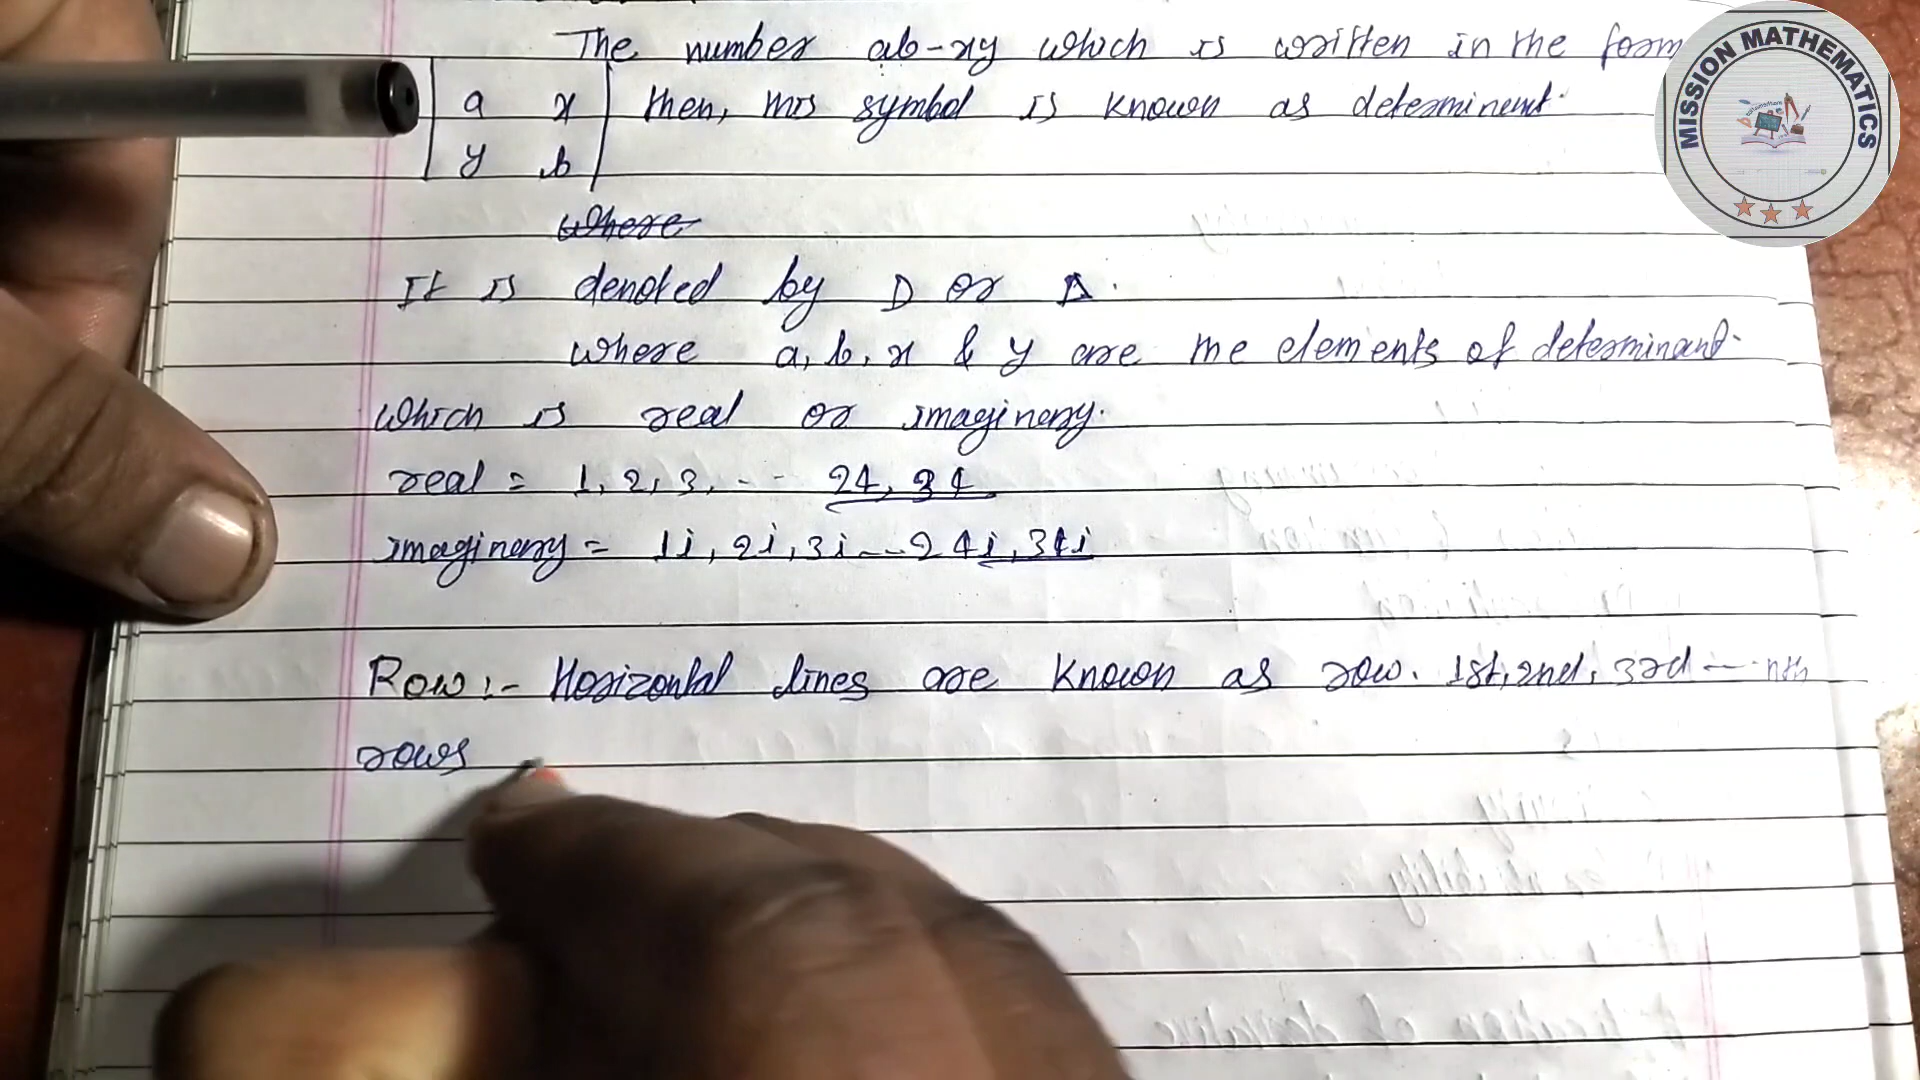 The number ab-xy which is written in the form
a x then, this symbol is known as determinent.
y b
where
It is denoted by D or Δ.
where a, b, x & y are the elements of determinant.
which is real or imaginery.
real = 1, 2, 3, -- 24, 34
imaginery = 1i, 2i, 3i --24i, 34i
Row :- Horizontal lines are known as row. 1st, 2nd, 3rd --- nth
rows
MISSION MATHEMATICS